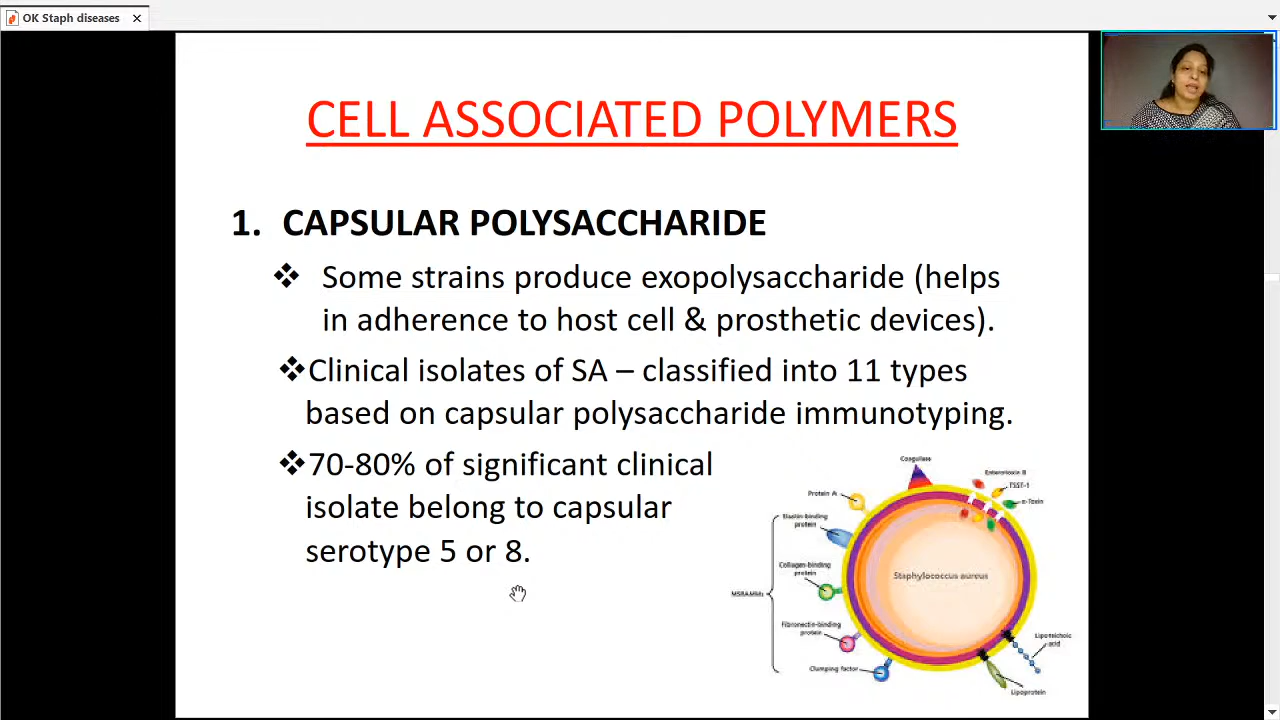 OK Staph diseases
CELL ASSOCIATED POLYMERS
1. CAPSULAR POLYSACCHARIDE
❖ Some strains produce exopolysaccharide (helps
in adherence to host cell & prosthetic devices).
❖Clinical isolates of SA – classified into 11 types
based on capsular polysaccharide immunotyping.
❖70-80% of significant clinical
isolate belong to capsular
serotype 5 or 8.
Coagulase
Enterotoxin B
TSST-1
α-Toxin
Protein A
Elastin-binding
protein
Collagen-binding
protein
MSRAMMs
Fibronectin-binding
protein
Clumping factor
Staphylococcus aureus
Lipoteichoic
acid
Lipoprotein